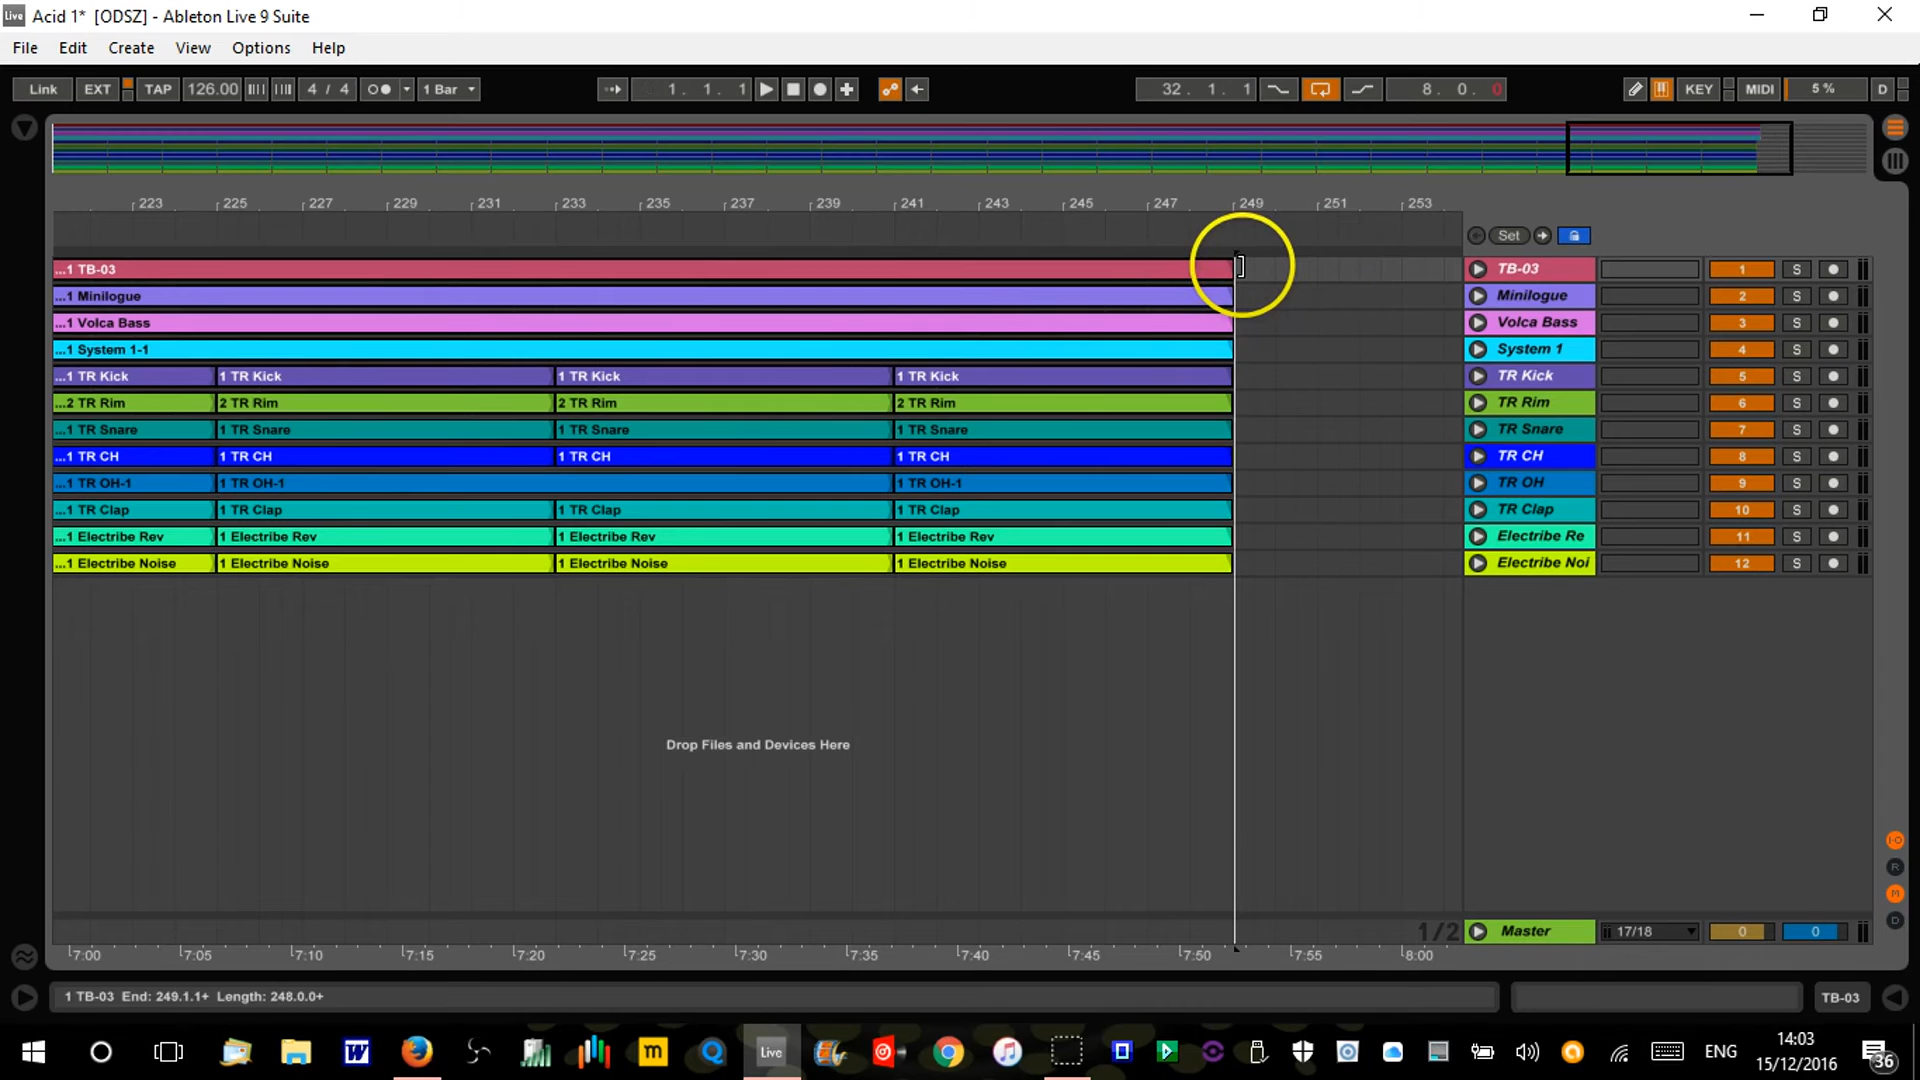 Live Acid 1* [ODSZ] - Ableton Live 9 Suite
File Edit Create View Options Help
Link EXT TAP 126.00 4 / 4 1 Bar 1. 1. 1 32. 1. 1 8. 0. 0 KEY MIDI 5 % D
223 225 227 229 231 233 235 237 239 241 243 245 247 249 251 253
Set
...1 TB-03 TB-03 1 S
...1 Minilogue Minilogue 2 S
...1 Volca Bass Volca Bass 3 S
...1 System 1-1 System 1 4 S
...1 TR Kick 1 TR Kick 1 TR Kick 1 TR Kick TR Kick 5 S
...2 TR Rim 2 TR Rim 2 TR Rim 2 TR Rim TR Rim 6 S
...1 TR Snare 1 TR Snare 1 TR Snare 1 TR Snare TR Snare 7 S
...1 TR CH 1 TR CH 1 TR CH 1 TR CH TR CH 8 S
...1 TR OH-1 1 TR OH-1 1 TR OH-1 TR OH 9 S
...1 TR Clap 1 TR Clap 1 TR Clap 1 TR Clap TR Clap 10 S
...1 Electribe Rev 1 Electribe Rev 1 Electribe Rev 1 Electribe Rev Electribe Re 11 S
...1 Electribe Noise 1 Electribe Noise 1 Electribe Noise 1 Electribe Noise Electribe Noi 12 S
Drop Files and Devices Here
I-O
R
M
D
1/2 Master 17/18 0 0
7:00 7:05 7:10 7:15 7:20 7:25 7:30 7:35 7:40 7:45 7:50 7:55 8:00
1 TB-03 End: 249.1.1+ Length: 248.0.0+ TB-03
W m Live ENG 14:03
15/12/2016 36